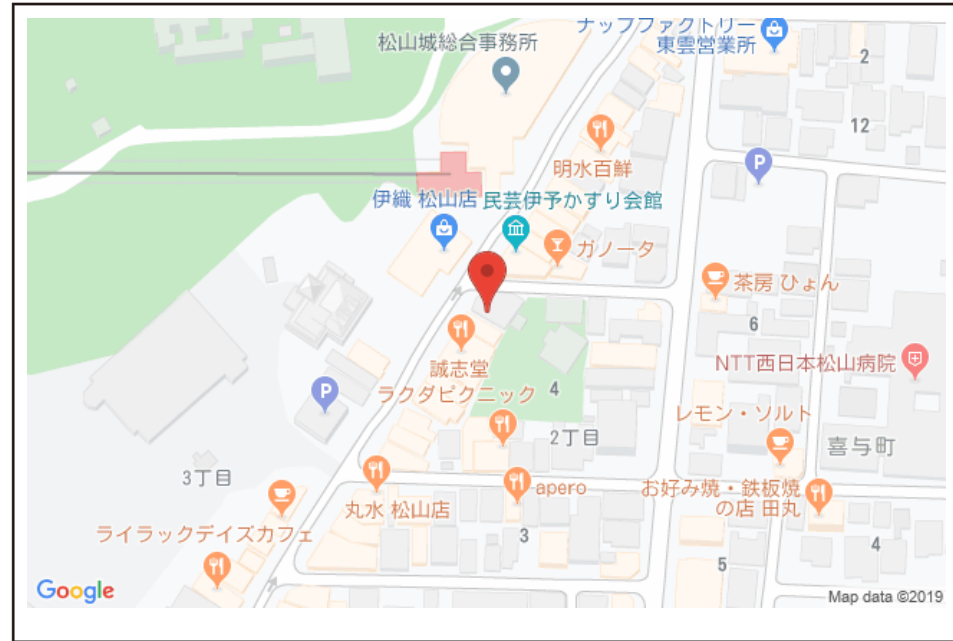 ナップファクトリー
東雲営業所
松山城総合事務所
2
12
明水百鮮
P
伊織 松山店
民芸伊予かすり会館
ガノータ
茶房 ひょん
6
NTT西日本松山病院
誠志堂
ラクダピクニック
4
レモン・ソルト
P
2丁目
喜与町
3丁目
apero
お好み焼・鉄板焼
の店 田丸
丸水 松山店
ライラックデイズカフェ
3
4
5
Google
Map data ©2019